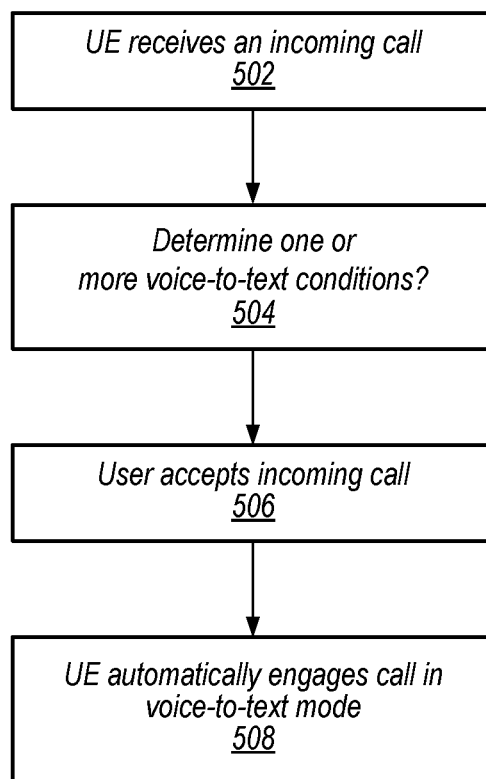 UE receives an incoming call
502
Determine one or
more voice-to-text conditions?
504
User accepts incoming call
506
UE automatically engages call in
voice-to-text mode
508